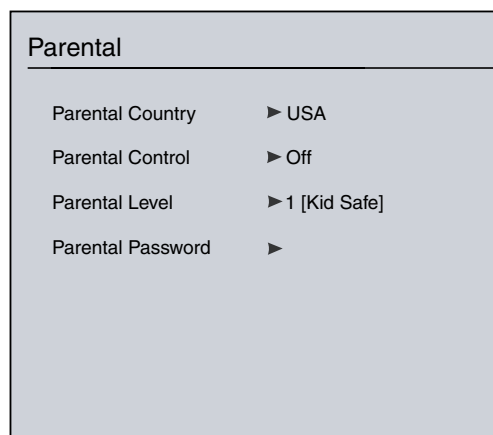 Parental
Parental Country ► USA
Parental Control ► Off
Parental Level ► 1 [Kid Safe]
Parental Password ►